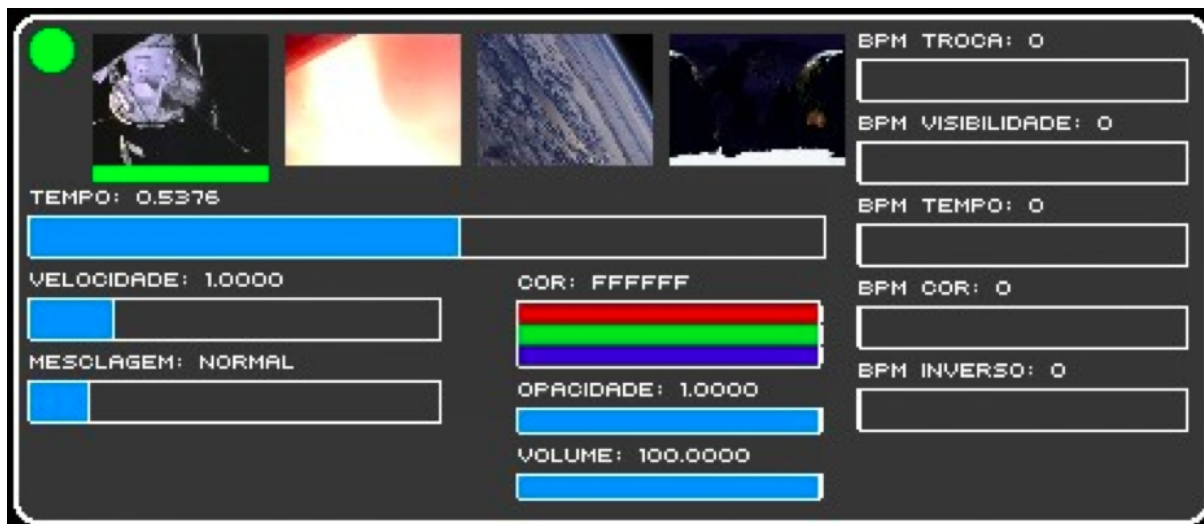 BPM TROCA: 0
BPM VISIBILIDADE: 0
TEMPO: 0.5376
BPM TEMPO: 0
VELOCIDADE: 1.0000
COR: FFFFFF
BPM COR: 0
MESCLAGEM: NORMAL
BPM INVERSO: 0
OPACIDADE: 1.0000
VOLUME: 100.0000